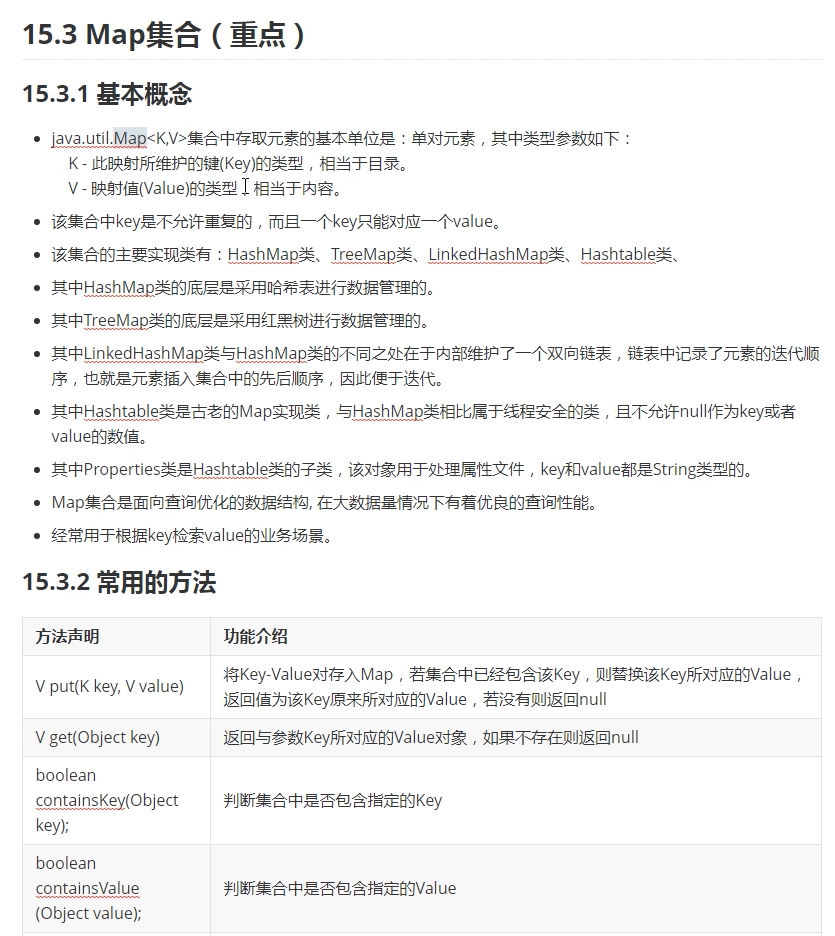 15.3 Map集合（重点）
15.3.1 基本概念
java.util.Map<K,V>集合中存取元素的基本单位是：单对元素，其中类型参数如下：
K - 此映射所维护的键(Key)的类型，相当于目录。
V - 映射值(Value)的类型，相当于内容。
该集合中key是不允许重复的，而且一个key只能对应一个value。
该集合的主要实现类有：HashMap类、TreeMap类、LinkedHashMap类、Hashtable类、
其中HashMap类的底层是采用哈希表进行数据管理的。
其中TreeMap类的底层是采用红黑树进行数据管理的。
其中LinkedHashMap类与HashMap类的不同之处在于内部维护了一个双向链表，链表中记录了元素的迭代顺
序，也就是元素插入集合中的先后顺序，因此便于迭代。
其中Hashtable类是古老的Map实现类，与HashMap类相比属于线程安全的类，且不允许null作为key或者
value的数值。
其中Properties类是Hashtable类的子类，该对象用于处理属性文件，key和value都是String类型的。
Map集合是面向查询优化的数据结构, 在大数据量情况下有着优良的查询性能。
经常用于根据key检索value的业务场景。
15.3.2 常用的方法
方法声明 功能介绍
V put(K key, V value)
将Key-Value对存入Map，若集合中已经包含该Key，则替换该Key所对应的Value，
返回值为该Key原来所对应的Value，若没有则返回null
V get(Object key) 返回与参数Key所对应的Value对象，如果不存在则返回null
boolean
containsKey(Object
key);
判断集合中是否包含指定的Key
boolean
containsValue
(Object value);
判断集合中是否包含指定的Value